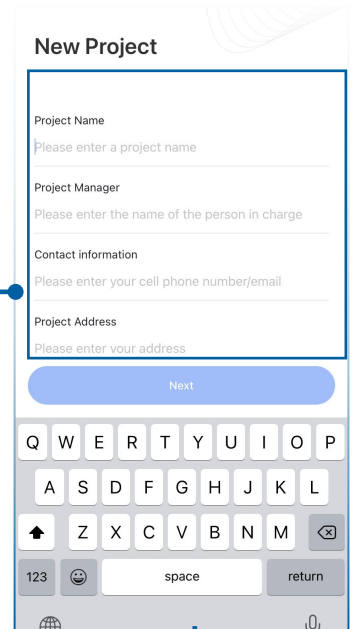 New Project
Project Name
Please enter a project name
Project Manager
Please enter the name of the person in charge
Contact information
Please enter your cell phone number/email
Project Address
Please enter your address
Next
Q W E R T Y U I O P
A S D F G H J K L
Z X C V B N M
123 space return